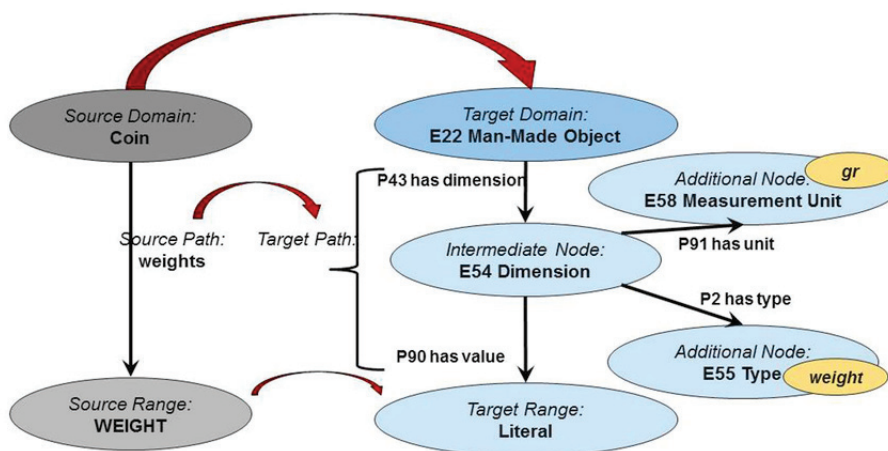 Source Domain:
Coin
Target Domain:
E22 Man-Made Object
P43 has dimension
gr
Additional Node:
E58 Measurement Unit
Source Path:
weights
Target Path:
Intermediate Node:
E54 Dimension
P91 has unit
P2 has type
P90 has value
Additional Node:
E55 Type
weight
Source Range:
WEIGHT
Target Range:
Literal